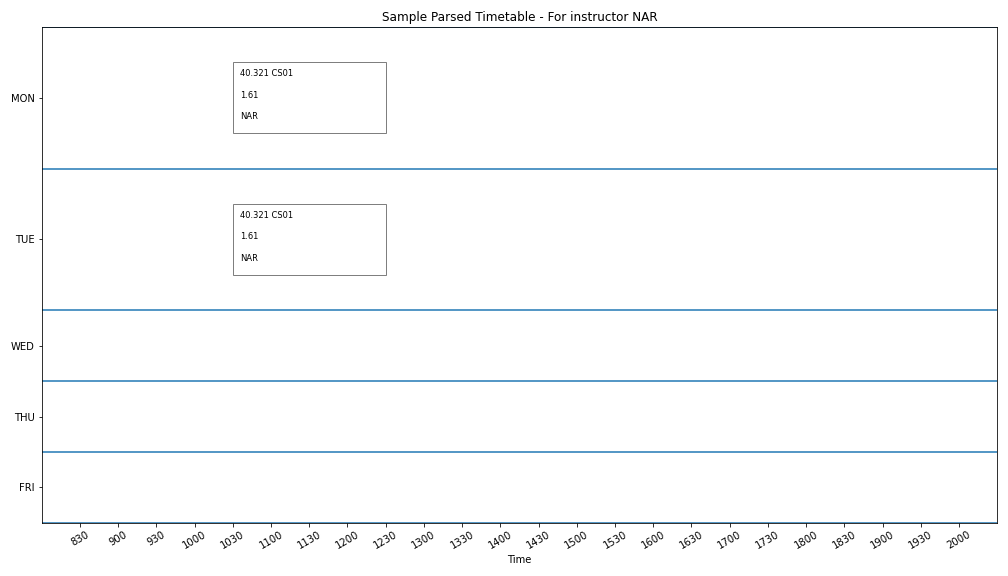 Sample Parsed Timetable - For instructor NAR
MON
40.321 CS01
1.61
NAR
TUE
40.321 CS01
1.61
NAR
WED
THU
FRI
830 900 930 1000 1030 1100 1130 1200 1230 1300 1330 1400 1430 1500 1530 1600 1630 1700 1730 1800 1830 1900 1930 2000
Time